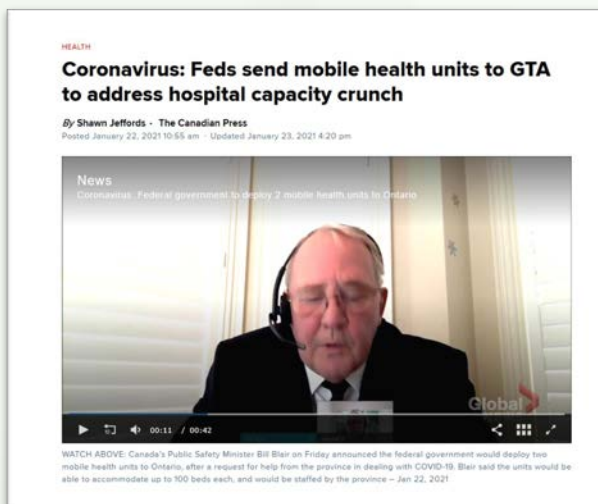 HEALTH
Coronavirus: Feds send mobile health units to GTA
to address hospital capacity crunch
By Shawn Jeffords - The Canadian Press
Posted January 22, 2021 10:55 am · Updated January 23, 2021 4:20 pm
News
Coronavirus: Federal government to deploy 2 mobile health units to Ontario
Global
00:11 / 00:42
WATCH ABOVE: Canada's Public Safety Minister Bill Blair on Friday announced the federal government would deploy two
mobile health units to Ontario, after a request for help from the province in dealing with COVID-19. Blair said the units would be
able to accommodate up to 100 beds each, and would be staffed by the province – Jan 22, 2021